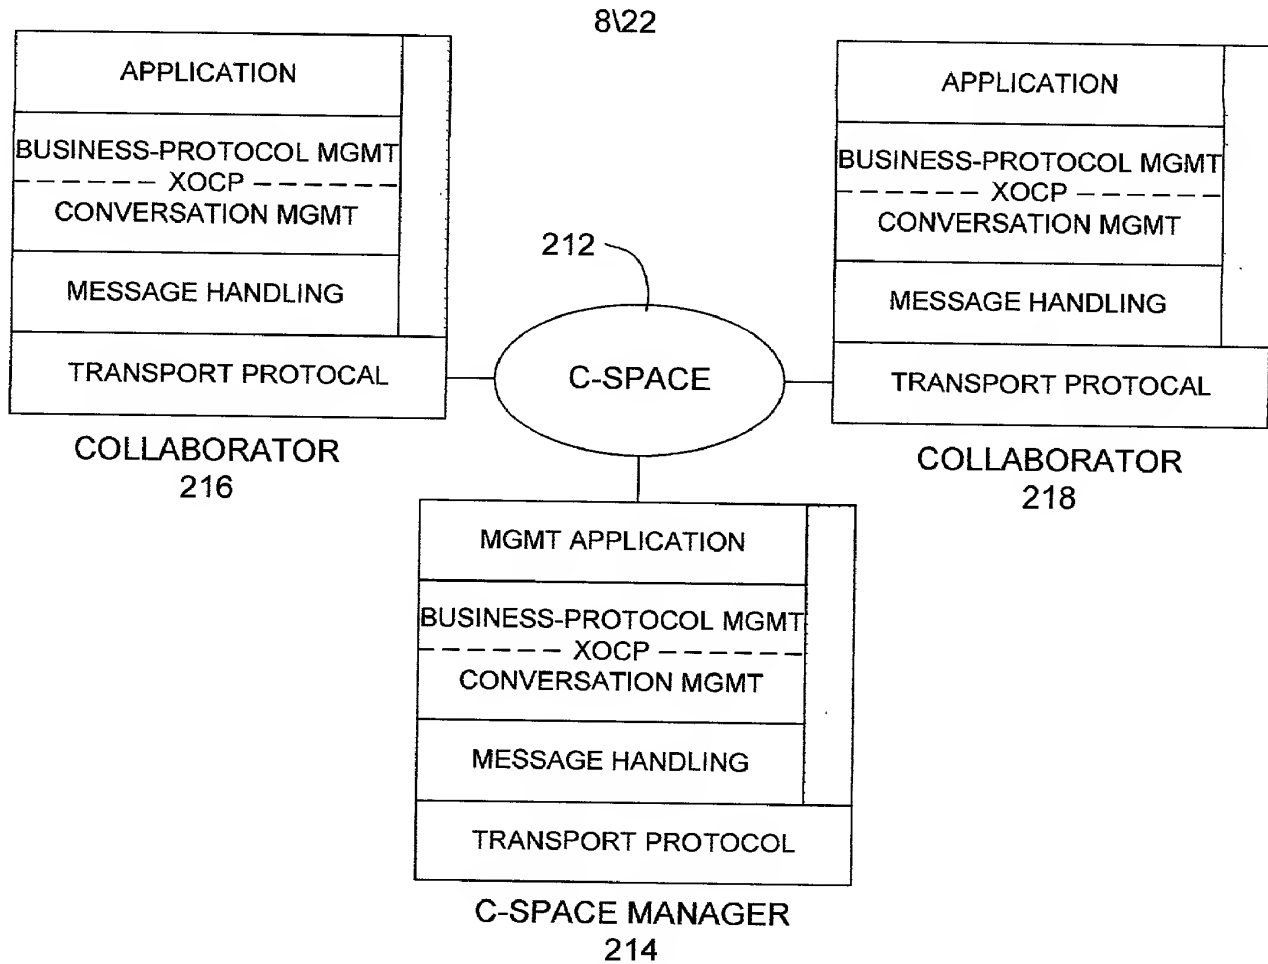 8\22
APPLICATION
BUSINESS-PROTOCOL MGMT
XOCP
CONVERSATION MGMT
MESSAGE HANDLING
TRANSPORT PROTOCAL
COLLABORATOR
216
212
C-SPACE
APPLICATION
BUSINESS-PROTOCOL MGMT
XOCP
CONVERSATION MGMT
MESSAGE HANDLING
TRANSPORT PROTOCAL
COLLABORATOR
218
MGMT APPLICATION
BUSINESS-PROTOCOL MGMT
XOCP
CONVERSATION MGMT
MESSAGE HANDLING
TRANSPORT PROTOCOL
C-SPACE MANAGER
214